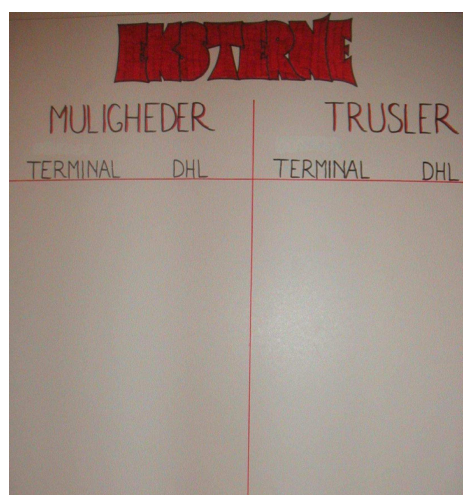 EKSTERNE
MULIGHEDER TRUSLER
TERMINAL DHL TERMINAL DHL